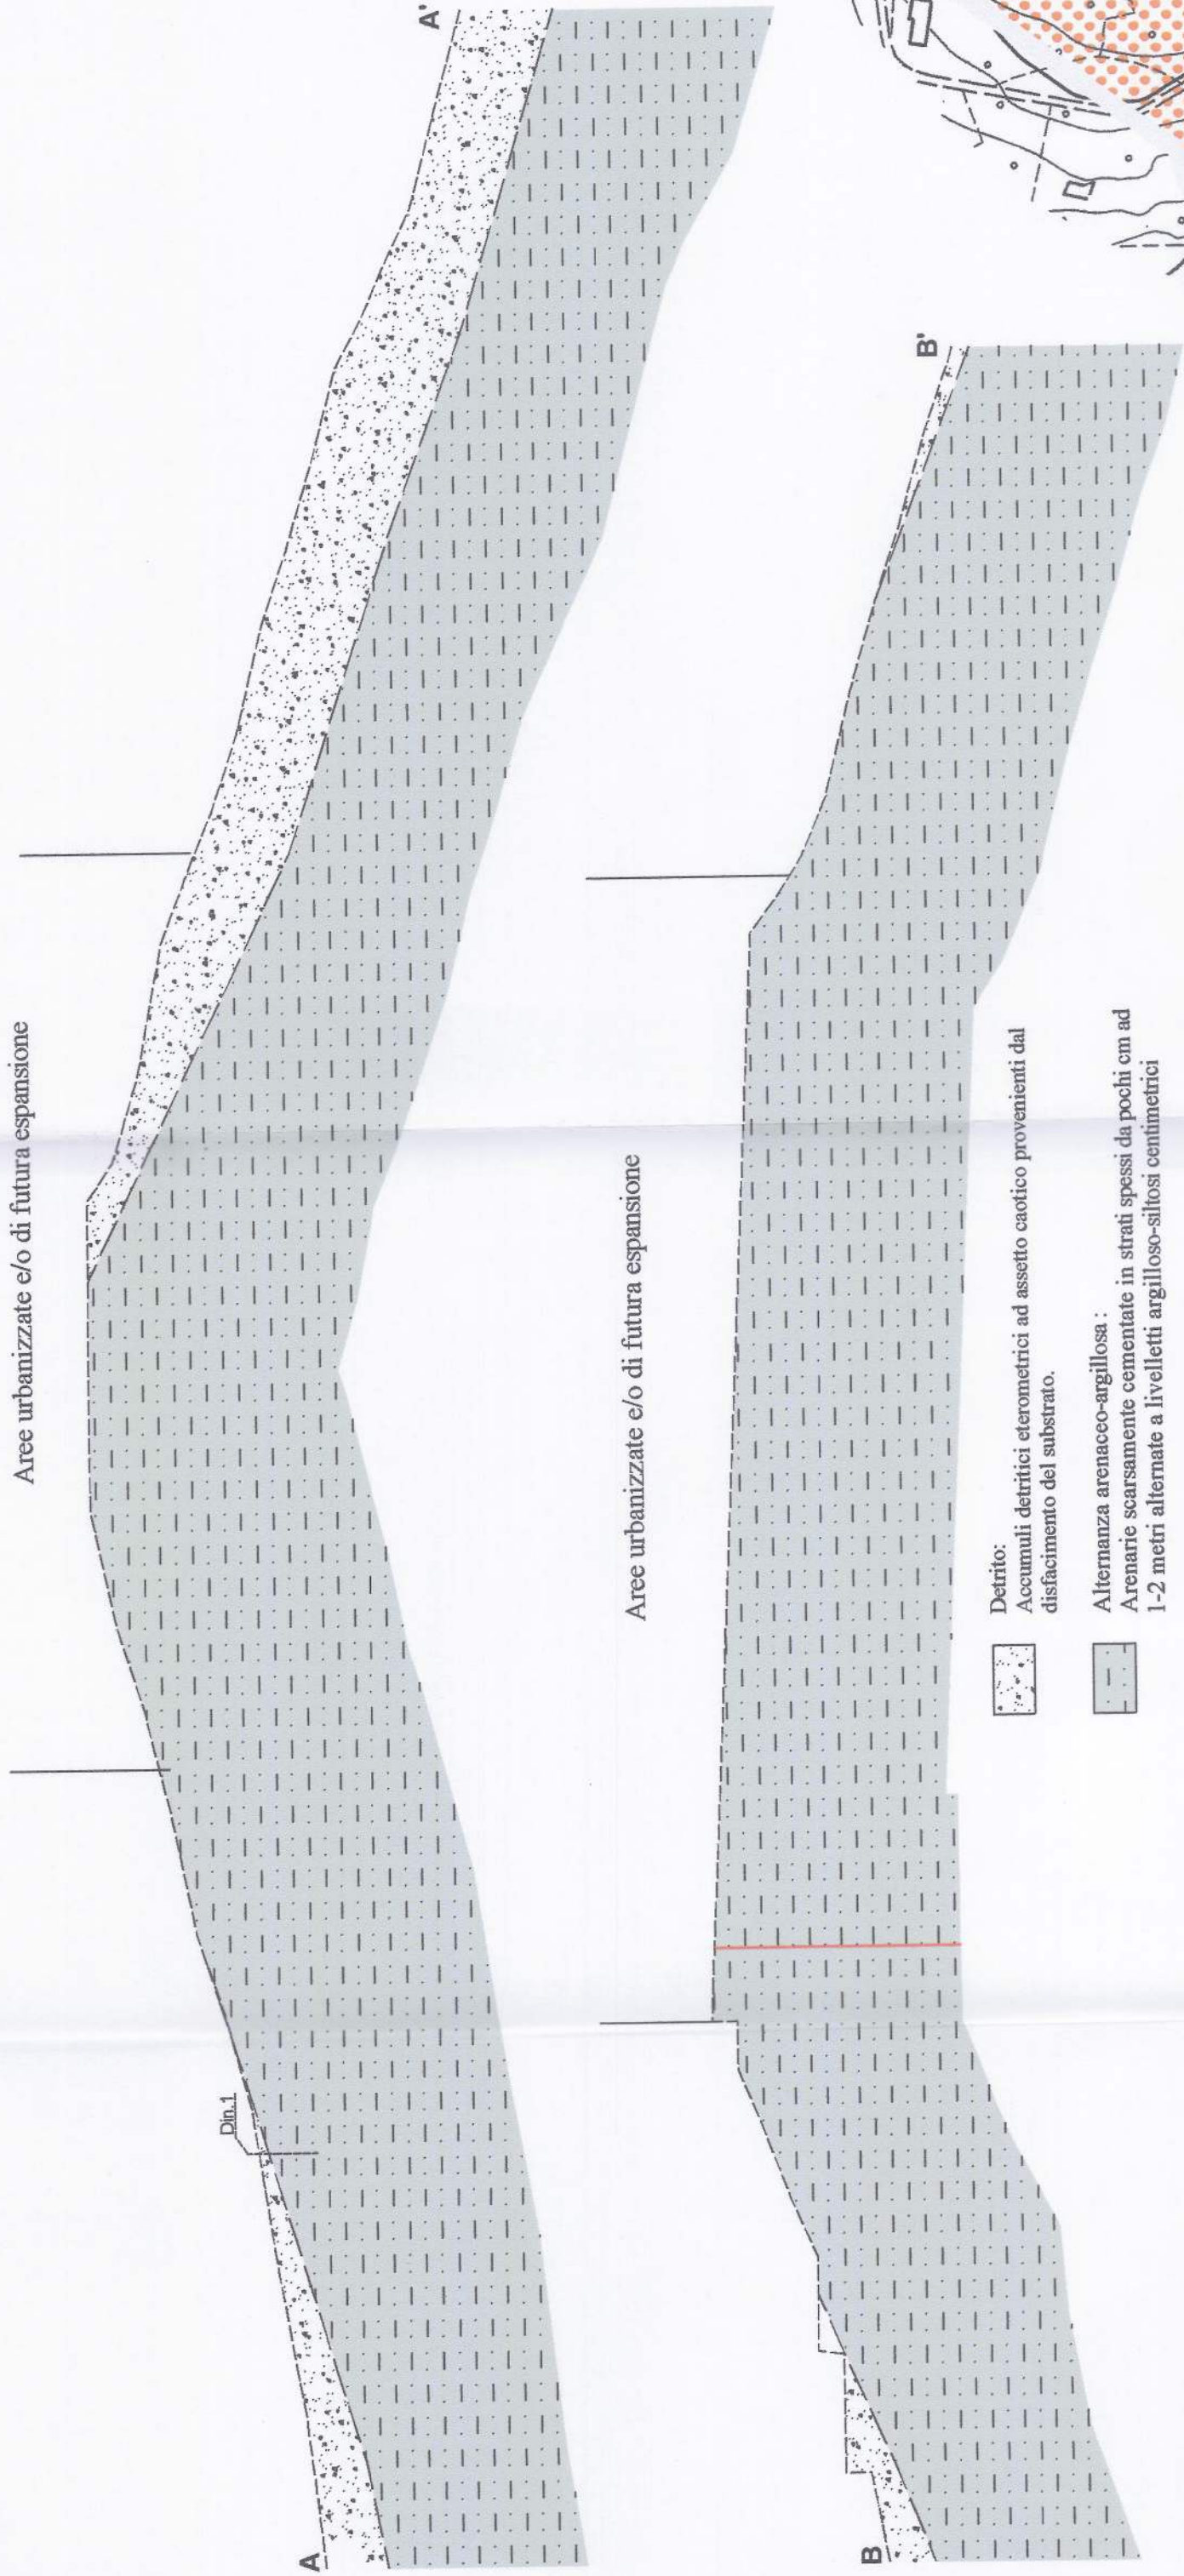 Aree urbanizzate e/o di futura espansione
A
Din.1
A'
Aree urbanizzate e/o di futura espansione
B
B'
Detrito:
Accumuli detritici eterometrici ad assetto caotico provenienti dal
disfacimento del substrato.
Alternanza arenaceo-argillosa :
Arenarie scarsamente cementate in strati spessi da pochi cm ad
1-2 metri alternate a livelletti argilloso-siltosi centimetrici